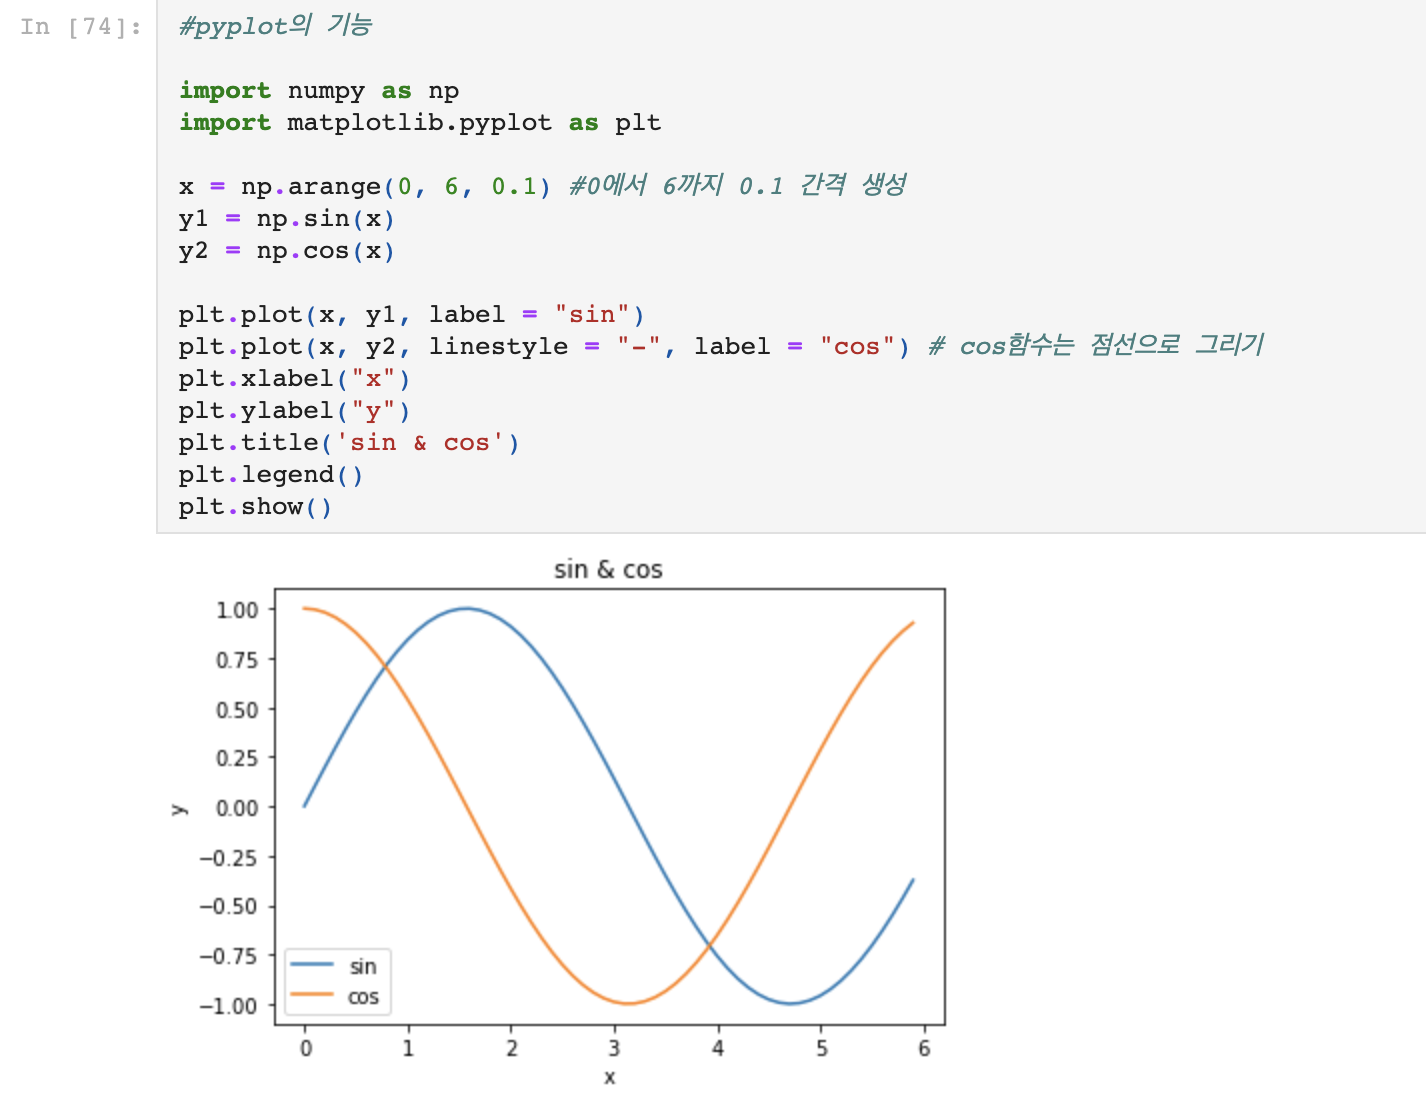 In [74]:
#pyplot의 기능
import numpy as np
import matplotlib.pyplot as plt
x = np.arange(0, 6, 0.1) #0에서 6까지 0.1 간격 생성
y1 = np.sin(x)
y2 = np.cos(x)
plt.plot(x, y1, label = "sin")
plt.plot(x, y2, linestyle = "-", label = "cos") # cos함수는 점선으로 그리기
plt.xlabel("x")
plt.ylabel("y")
plt.title('sin & cos')
plt.legend()
plt.show()
sin & cos
1.00
0.75
0.50
0.25
0.00
−0.25
−0.50
−0.75
−1.00
y
sin
cos
0 1 2 3 4 5 6
x